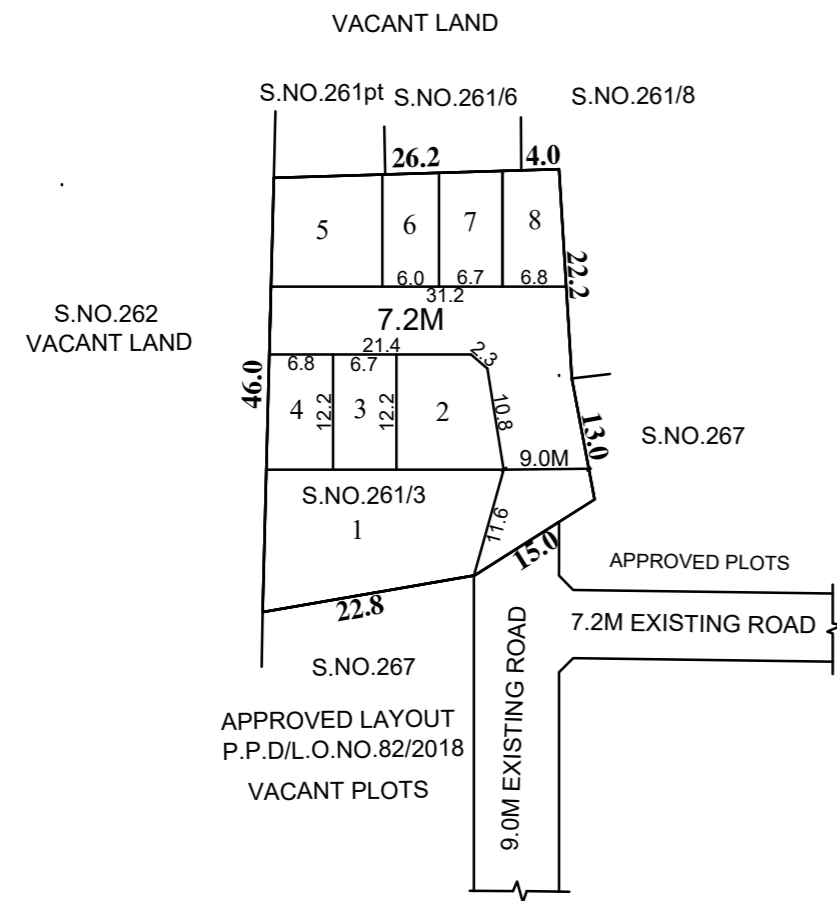 VACANT LAND
S.NO.261pt
S.NO.261/6
S.NO.261/8
26.2
4.0
5
6
7
8
6.0
6.7
6.8
22.2
31.2
S.NO.262
VACANT LAND
7.2M
21.4
2.3
6.8
6.7
46.0
4
12.2
3
12.2
2
10.8
13.0
S.NO.267
9.0M
S.NO.261/3
1
11.6
15.0
22.8
APPROVED PLOTS
7.2M EXISTING ROAD
9.0M EXISTING ROAD
S.NO.267
APPROVED LAYOUT
P.P.D/L.O.NO.82/2018
VACANT PLOTS